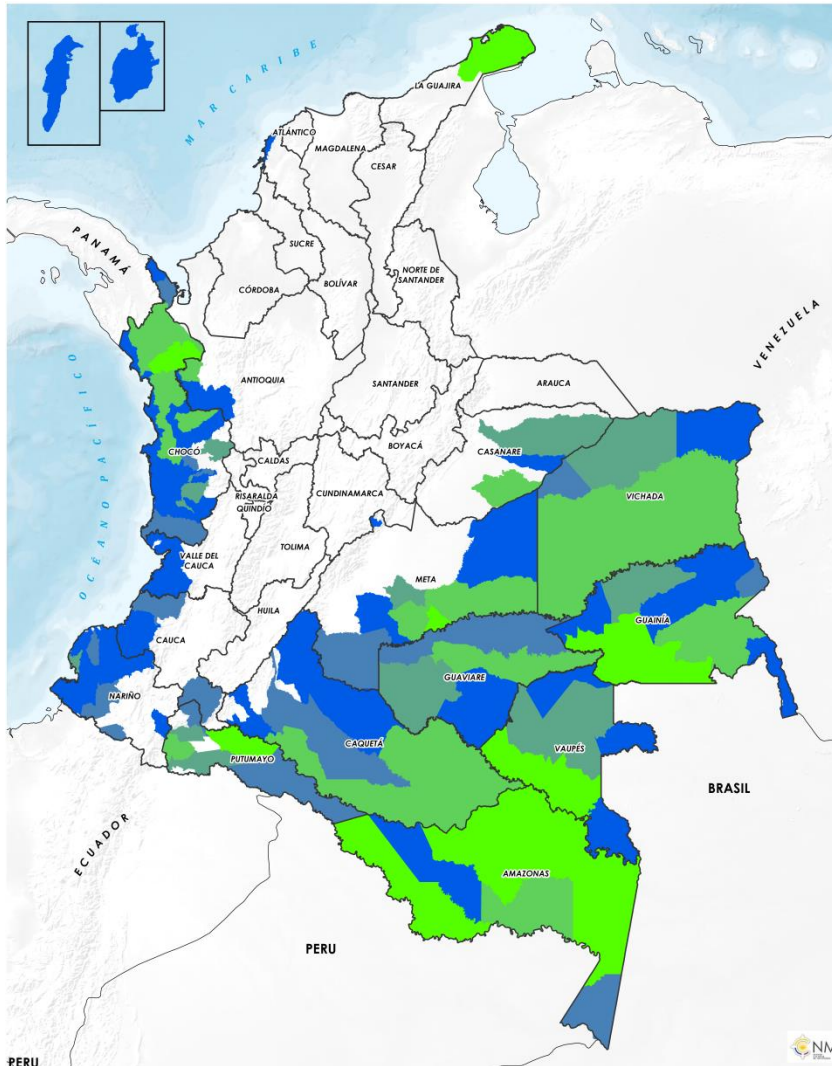 MAR CARIBE
LA GUAJIRA
ATLÁNTICO
MAGDALENA
CESAR
PANAMÁ
SUCRE
NORTE DE
SANTANDER
CÓRDOBA
BOLÍVAR
VENEZUELA
ANTIOQUIA
SANTANDER
ARAUCA
OCÉANO PACÍFICO
CHOCÓ
BOYACÁ
CASANARE
CALDAS
RISARALDA
QUINDIO
CUNDINAMARCA
VICHADA
TOLIMA
VALLE DEL
CAUCA
META
HUILA
GUAINÍA
CAUCA
GUAVIARE
NARIÑO
CAQUETÁ
VAUPÉS
PUTUMAYO
BRASIL
ECUADOR
AMAZONAS
PERU
NM
PERU